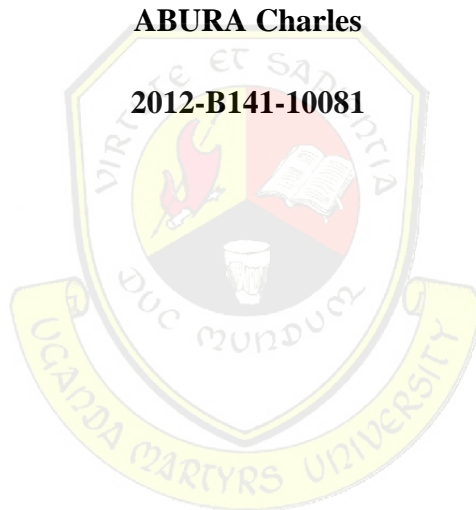 ABURA Charles
2012-B141-10081
VIRTUTE ET SAPIENTIA
DUC MUNDUM
UGANDA MARTYRS UNIVERSITY